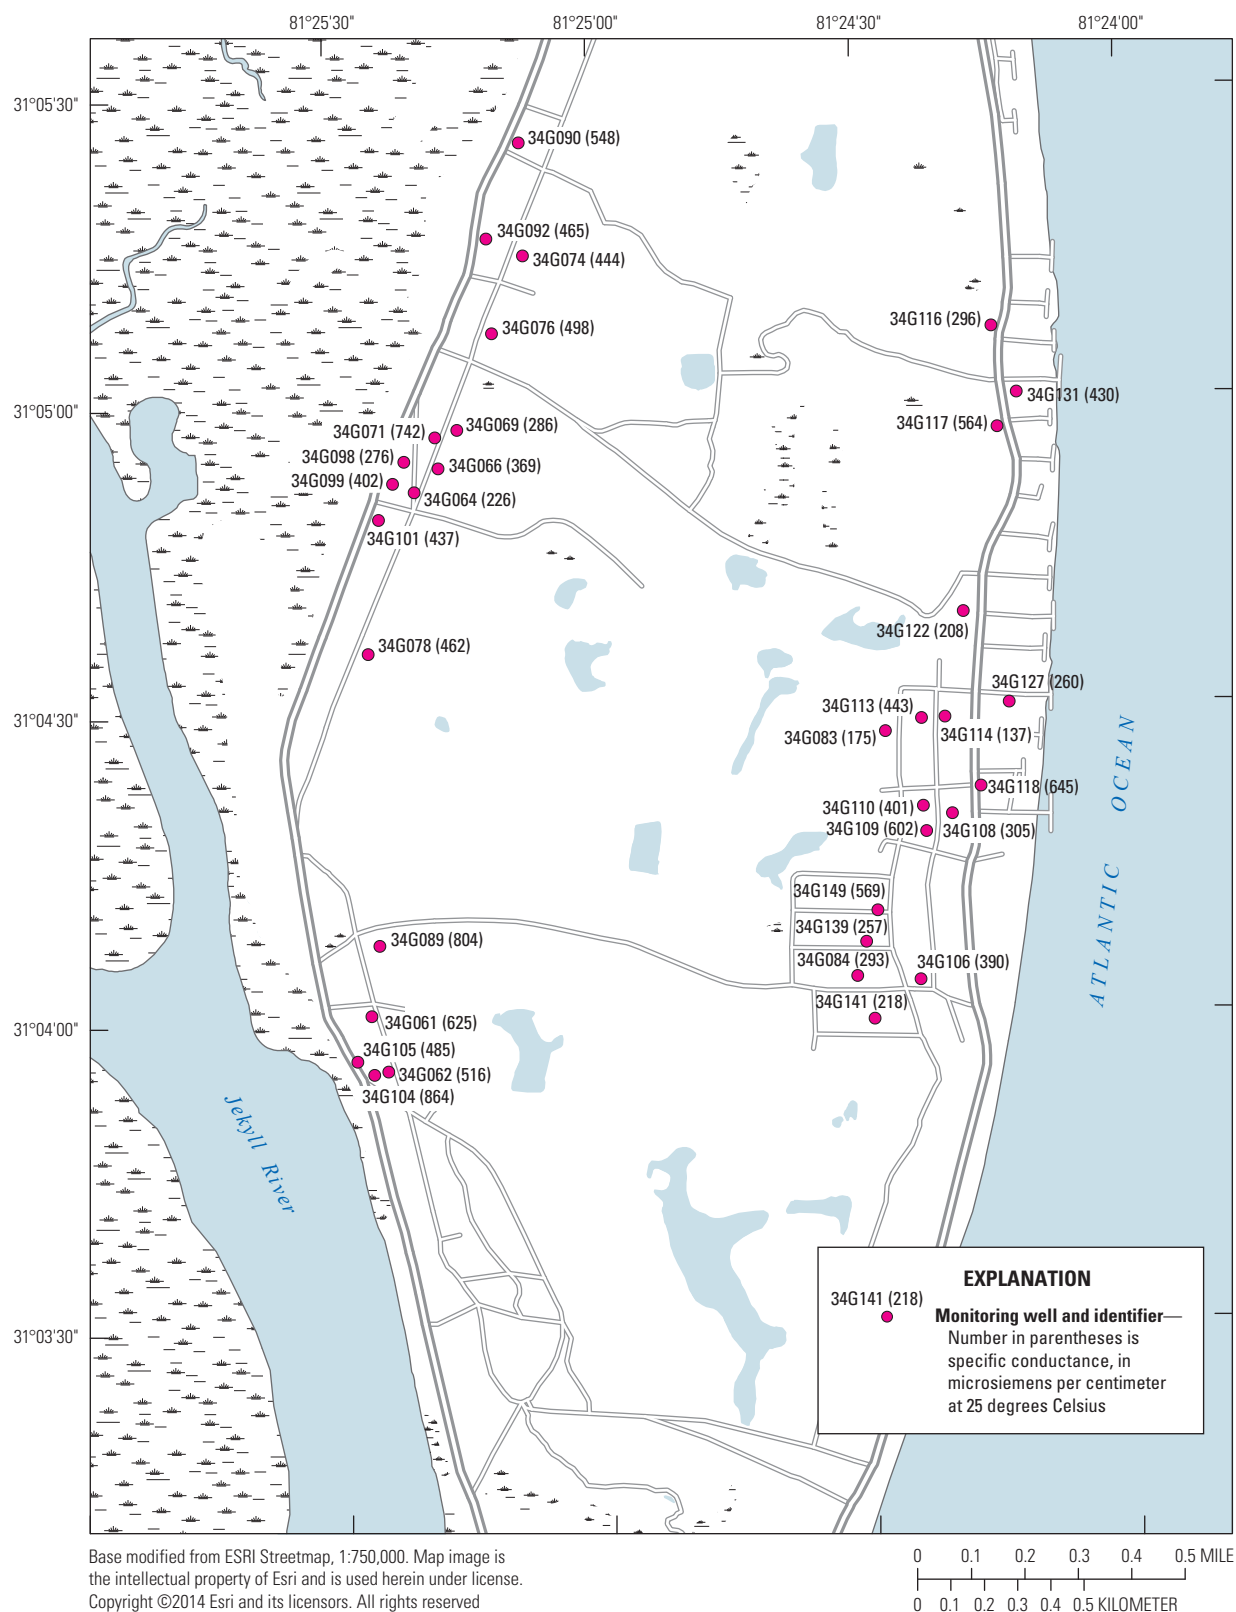 81°25'30"
81°25'00"
81°24'30"
81°24'00"
31°05'30"
34G090 (548)
34G092 (465)
34G074 (444)
34G116 (296)
34G076 (498)
34G131 (430)
31°05'00"
34G117 (564)
34G069 (286)
34G071 (742)
34G098 (276)
34G066 (369)
34G099 (402)
34G064 (226)
34G101 (437)
34G122 (208)
34G078 (462)
34G127 (260)
34G113 (443)
31°04'30"
34G083 (175)
34G114 (137)
34G118 (645)
34G110 (401)
34G109 (602)
34G108 (305)
ATLANTIC OCEAN
34G149 (569)
34G139 (257)
34G089 (804)
34G084 (293)
34G106 (390)
34G141 (218)
31°04'00"
34G061 (625)
34G105 (485)
34G062 (516)
34G104 (864)
Jekyll River
31°03'30"
EXPLANATION
34G141 (218)
Monitoring well and identifier—
Number in parentheses is
specific conductance, in
microsiemens per centimeter
at 25 degrees Celsius
Base modified from ESRI Streetmap, 1:750,000. Map image is
the intellectual property of Esri and is used herein under license.
Copyright ©2014 Esri and its licensors. All rights reserved
0 0.1 0.2 0.3 0.4 0.5 MILE
0 0.1 0.2 0.3 0.4 0.5 KILOMETER